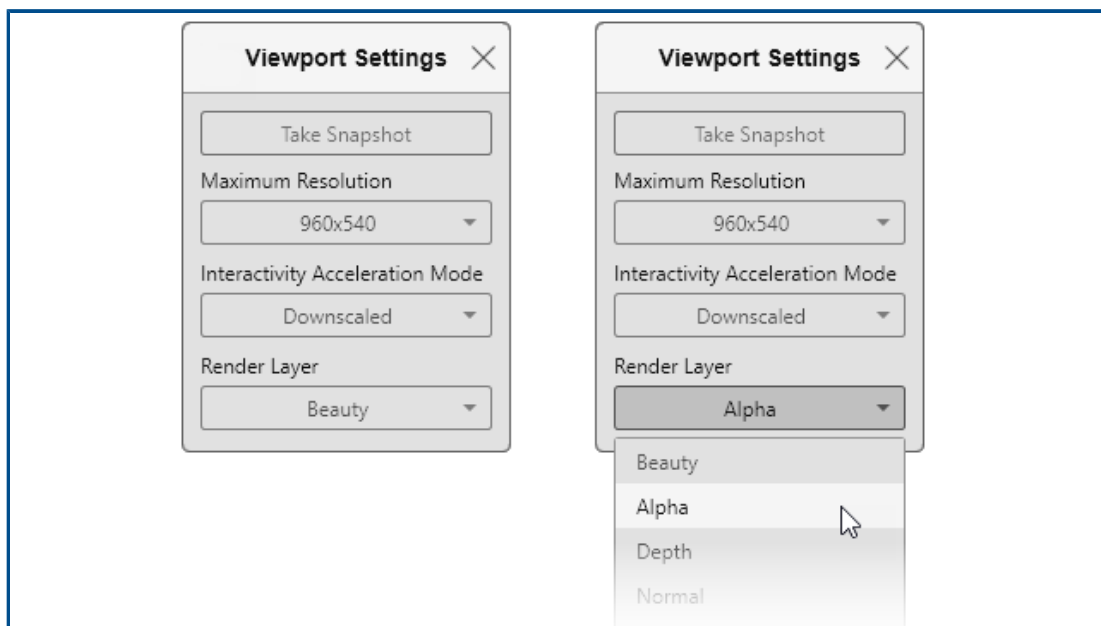 Viewport Settings
Take Snapshot
Maximum Resolution
960x540
Interactivity Acceleration Mode
Downscaled
Render Layer
Beauty
Viewport Settings
Take Snapshot
Maximum Resolution
960x540
Interactivity Acceleration Mode
Downscaled
Render Layer
Alpha
Beauty
Alpha
Depth
Normal